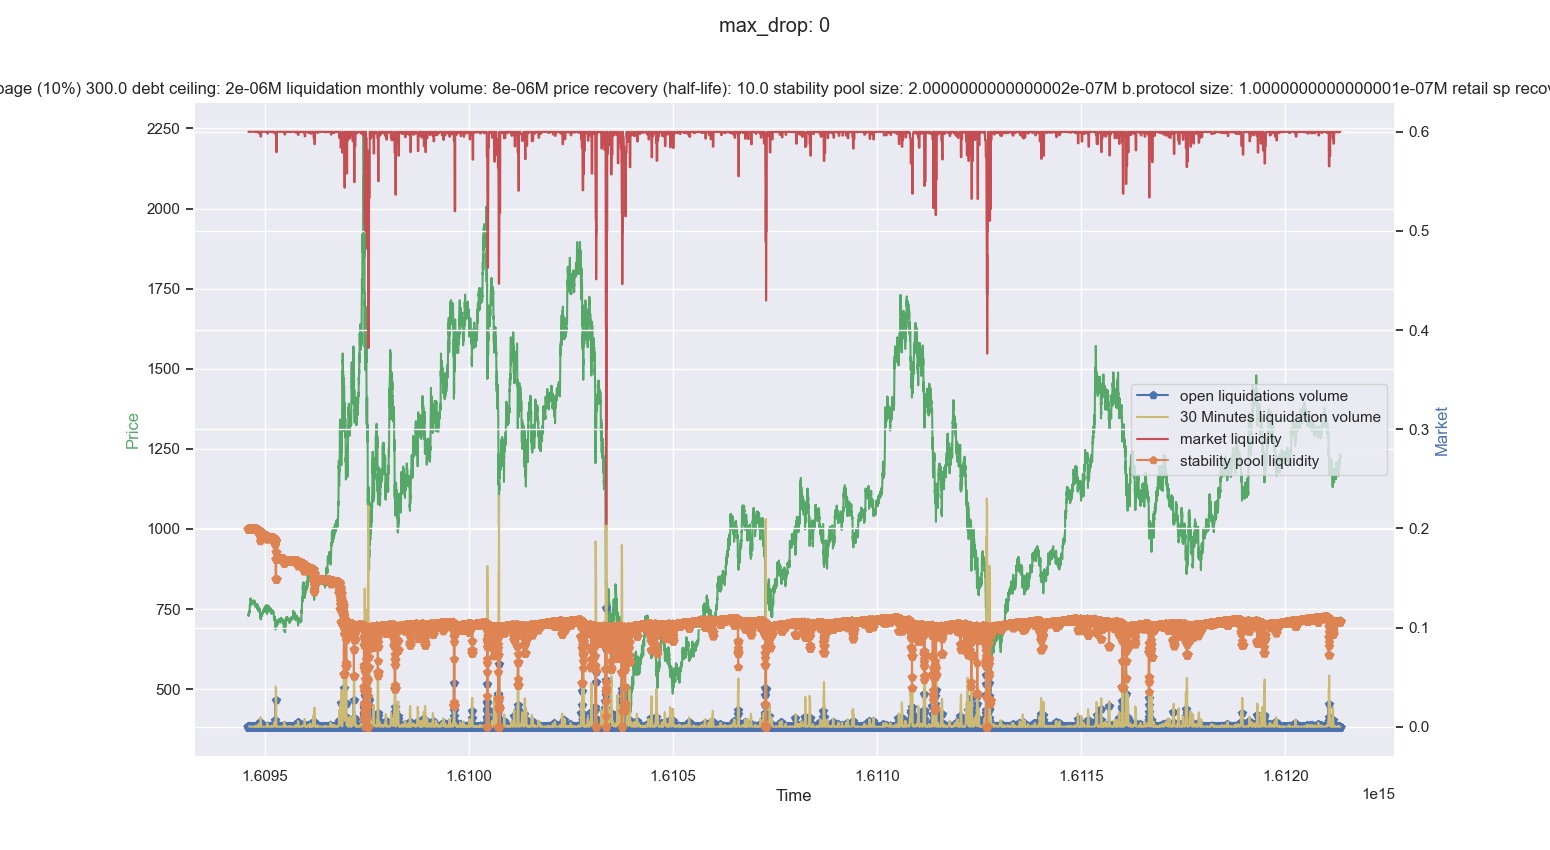 max_drop: 0
page (10%) 300.0 debt ceiling: 2e-06M liquidation monthly volume: 8e-06M price recovery (half-life): 10.0 stability pool size: 2.0000000000000002e-07M b.protocol size: 1.0000000000000001e-07M retail sp
2250
2000
1750
1500
1250
1000
750
500
Price
0.6
0.5
0.4
0.3
0.2
0.1
0.0
Market
open liquidations volume
30 Minutes liquidation volume
market liquidity
stability pool liquidity
1.6095
1.6100
1.6105
1.6110
1.6115
1.6120
1e15
Time